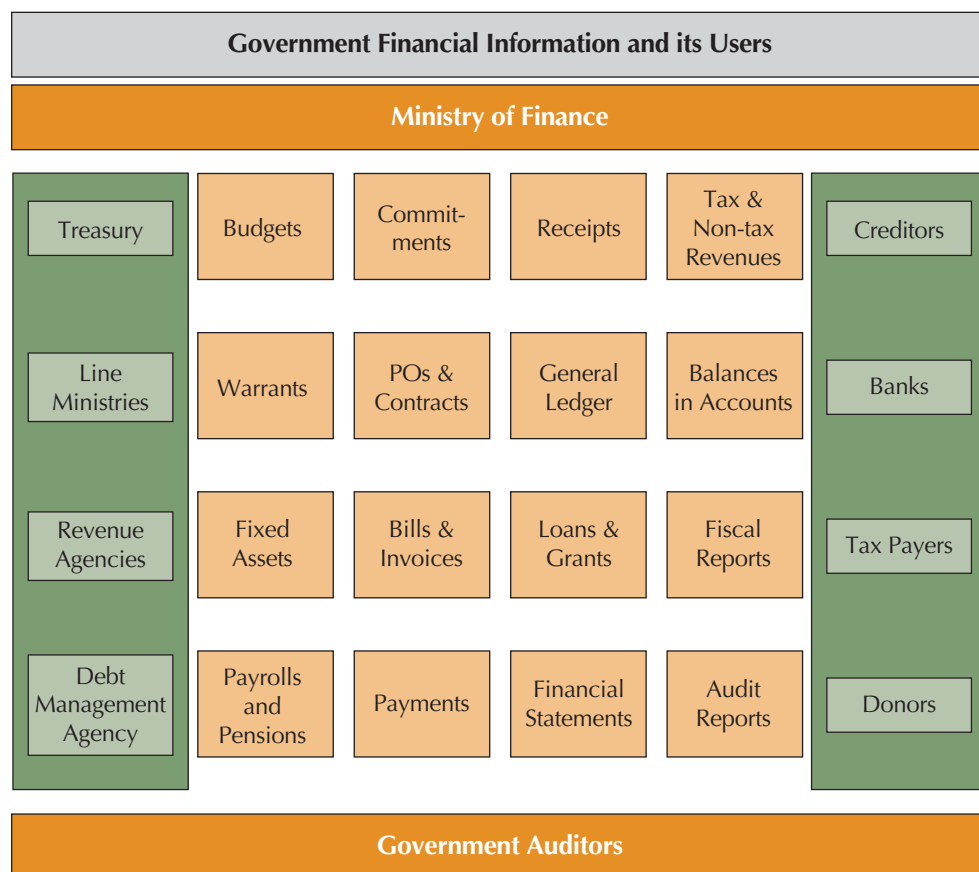 Government Financial Information and its Users
Ministry of Finance
Treasury
Budgets
Commit-
ments
Receipts
Tax &
Non-tax
Revenues
Creditors
Line
Ministries
Warrants
POs &
Contracts
General
Ledger
Balances
in Accounts
Banks
Revenue
Agencies
Fixed
Assets
Bills &
Invoices
Loans &
Grants
Fiscal
Reports
Tax Payers
Debt
Management
Agency
Payrolls
and
Pensions
Payments
Financial
Statements
Audit
Reports
Donors
Government Auditors